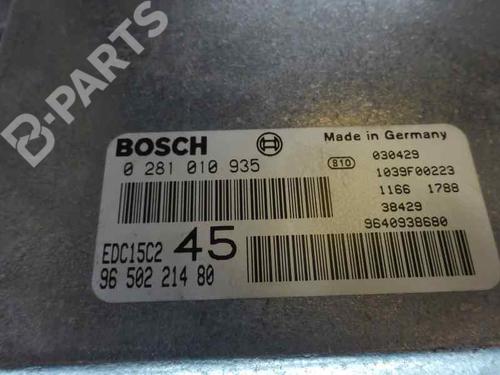 B-PARTS
BOSCH
Made in Germany
0 281 010 935
810
030429
1039F00223
1166 1788
38429
9640938680
EDC15C2
45
96 502 214 80